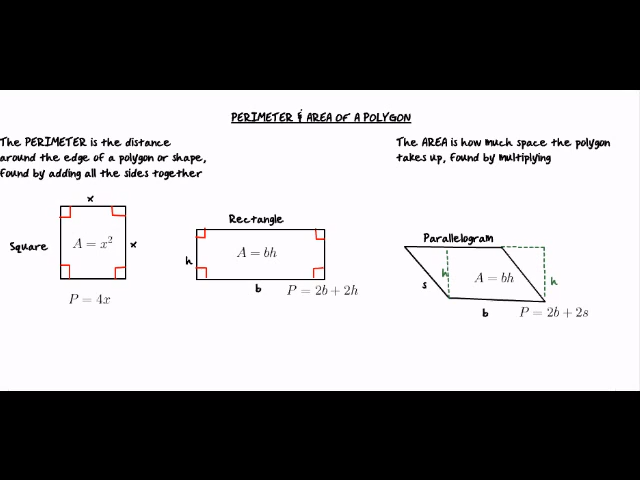 PERIMETER & AREA OF A POLYGON
The PERIMETER is the distance
around the edge of a polygon or shape,
found by adding all the sides together
The AREA is how much space the polygon
takes up, found by multiplying
x
Square
A = x²
x
P = 4x
Rectangle
h
A = bh
b
P = 2b + 2h
Parallelogram
s
h
A = bh
h
b
P = 2b + 2s